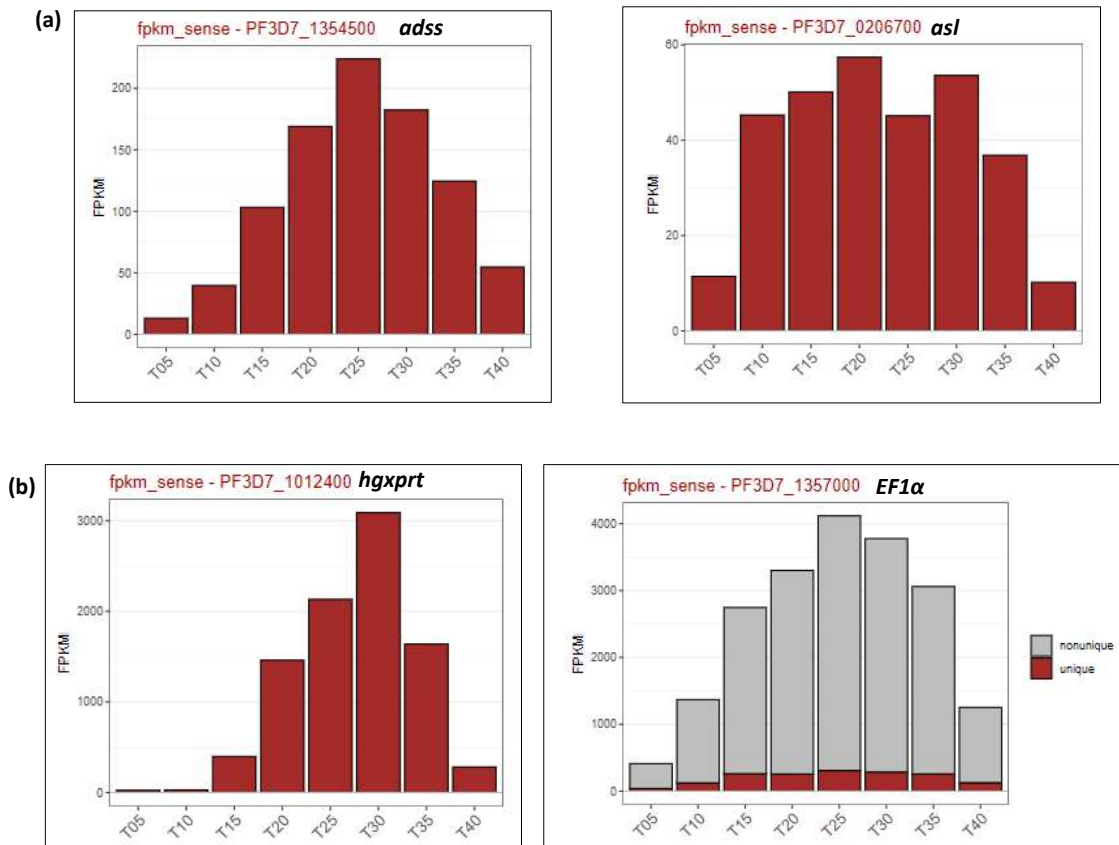 (a)
fpkm_sense - PF3D7_1354500 adss
FPKM
200
150
100
50
0
T05 T10 T15 T20 T25 T30 T35 T40
fpkm_sense - PF3D7_0206700 asl
FPKM
60
40
20
0
T05 T10 T15 T20 T25 T30 T35 T40
(b)
fpkm_sense - PF3D7_1012400 hgxprt
FPKM
3000
2000
1000
0
T05 T10 T15 T20 T25 T30 T35 T40
fpkm_sense - PF3D7_1357000 EF1α
FPKM
4000
3000
2000
1000
0
T05 T10 T15 T20 T25 T30 T35 T40
nonunique
unique